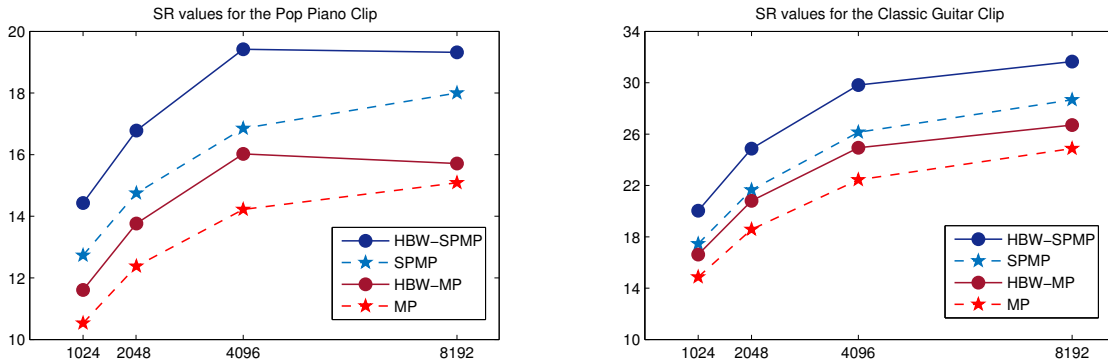 SR values for the Pop Piano Clip
20
18
16
14
12
10
1024 2048 4096 8192
HBW-SPMP
SPMP
HBW-MP
MP
SR values for the Classic Guitar Clip
34
30
26
22
18
14
10
1024 2048 4096 8192
HBW-SPMP
SPMP
HBW-MP
MP